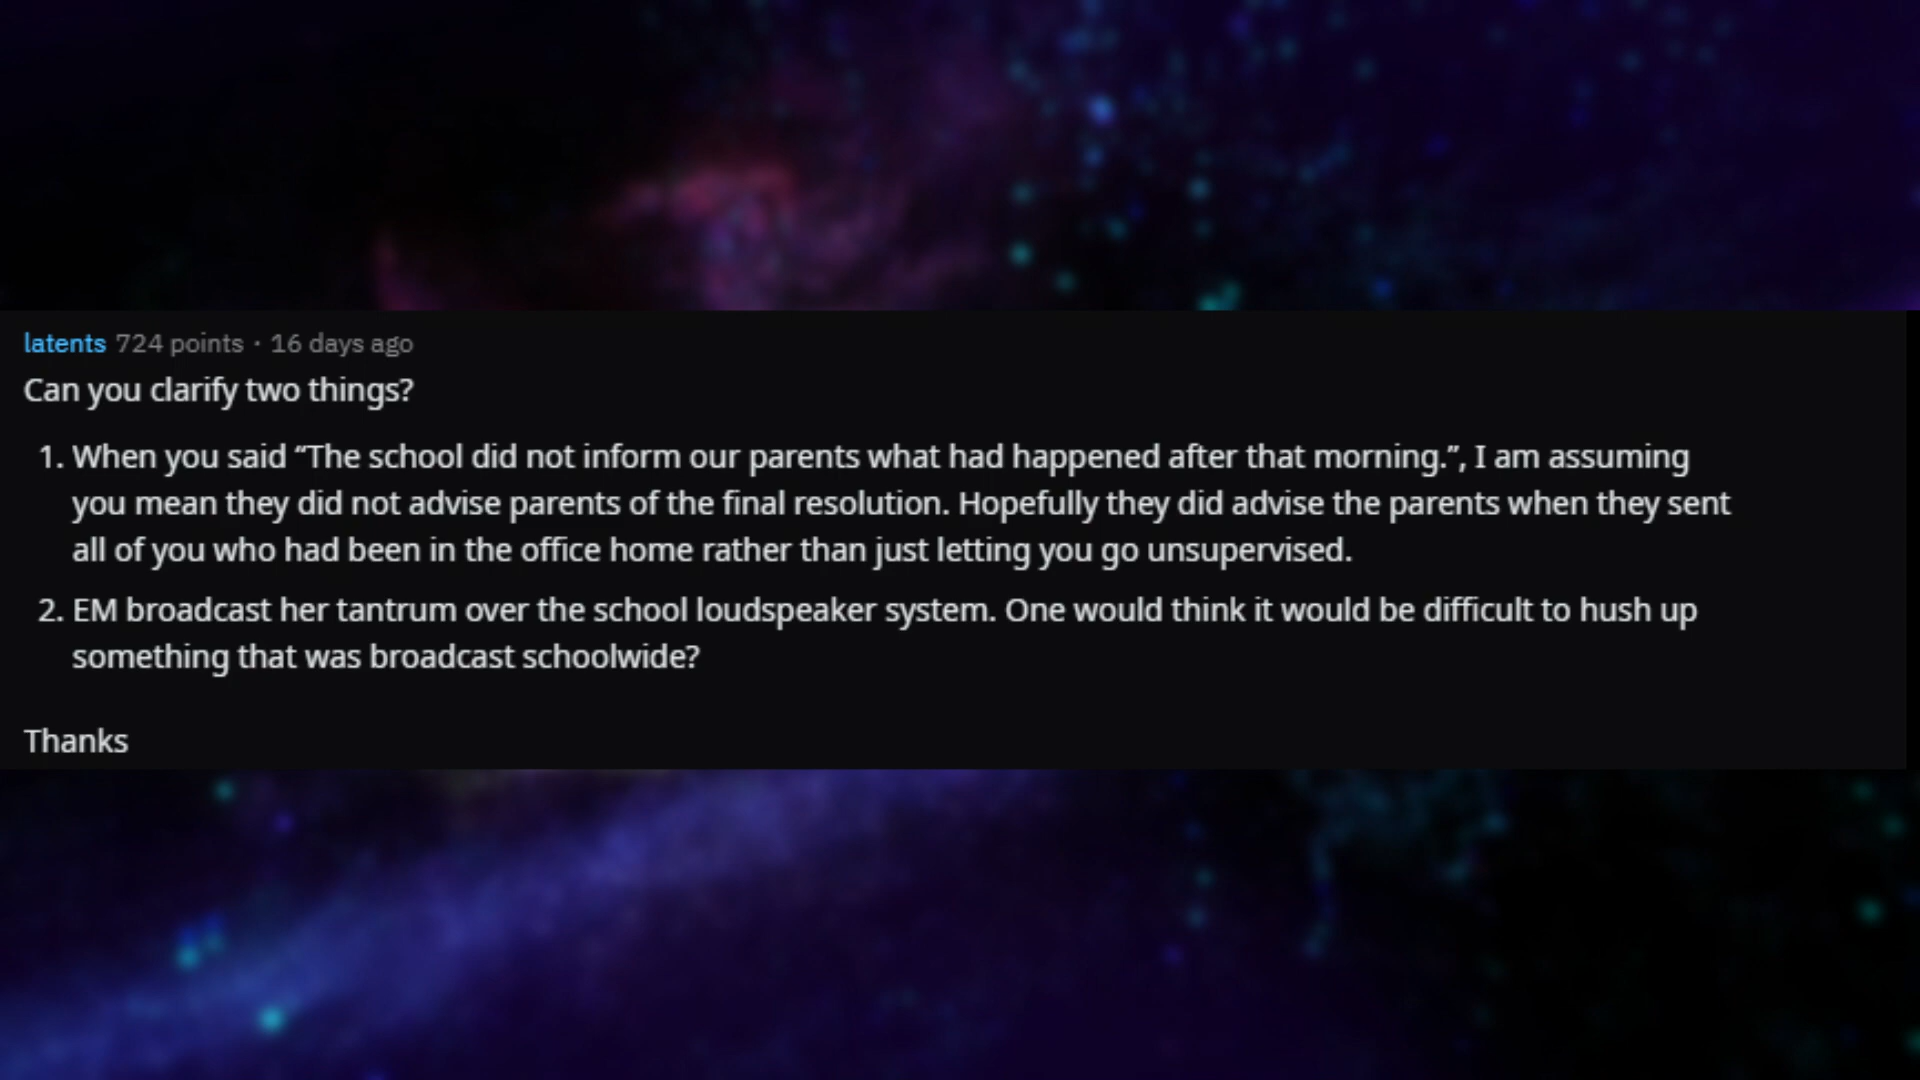 latents 724 points · 16 days ago
Can you clarify two things?
1. When you said “The school did not inform our parents what had happened after that morning.”, I am assuming
you mean they did not advise parents of the final resolution. Hopefully they did advise the parents when they sent
all of you who had been in the office home rather than just letting you go unsupervised.
2. EM broadcast her tantrum over the school loudspeaker system. One would think it would be difficult to hush up
something that was broadcast schoolwide?
Thanks